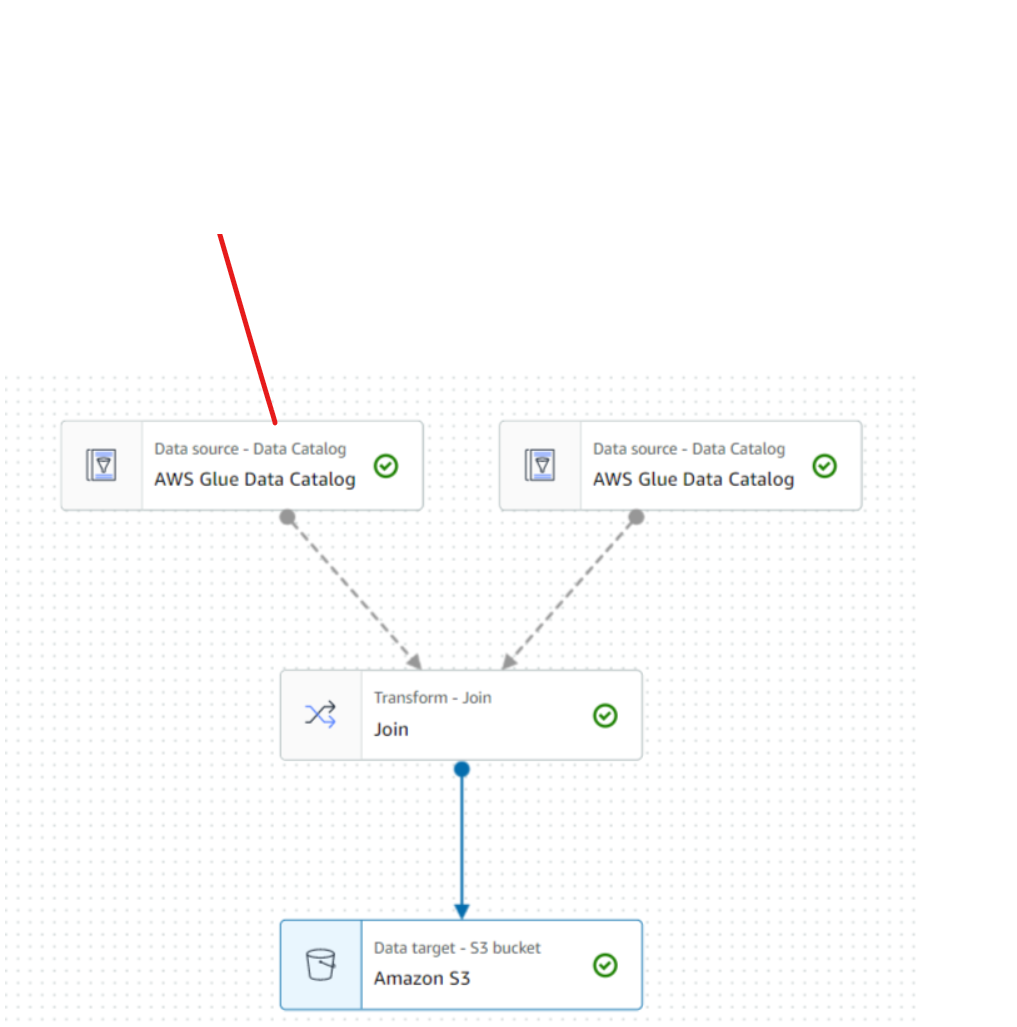 Data source - Data Catalog
AWS Glue Data Catalog
Data source - Data Catalog
AWS Glue Data Catalog
Transform - Join
Join
Data target - S3 bucket
Amazon S3